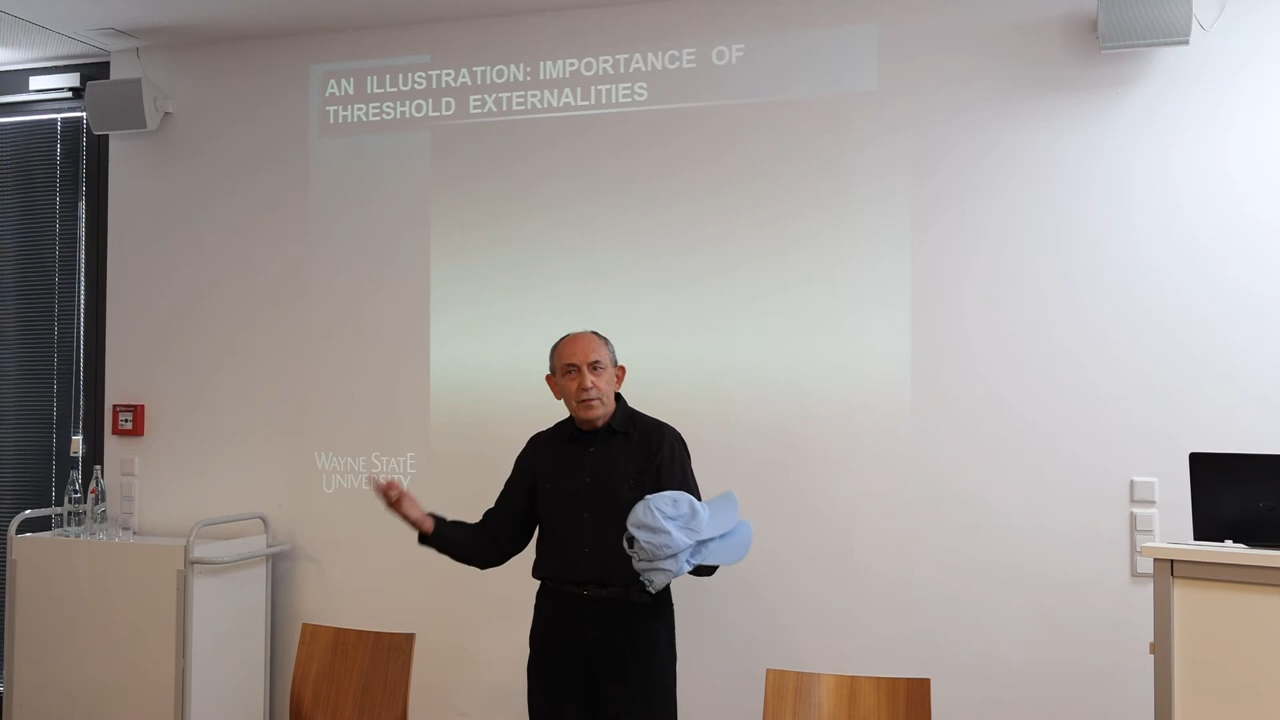 AN ILLUSTRATION: IMPORTANCE OF
THRESHOLD EXTERNALITIES
WAYNE STATE
UNIVERSITY